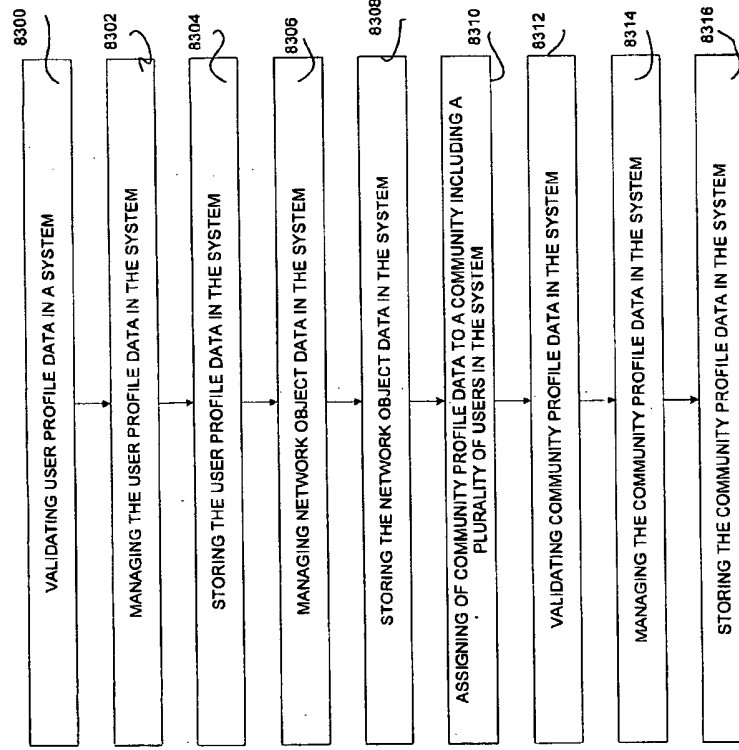 8300
VALIDATING USER PROFILE DATA IN A SYSTEM
8302
MANAGING THE USER PROFILE DATA IN THE SYSTEM
8304
STORING THE USER PROFILE DATA IN THE SYSTEM
8306
MANAGING NETWORK OBJECT DATA IN THE SYSTEM
8308
STORING THE NETWORK OBJECT DATA IN THE SYSTEM
8310
ASSIGNING OF COMMUNITY PROFILE DATA TO A COMMUNITY INCLUDING A
PLURALITY OF USERS IN THE SYSTEM
8312
VALIDATING COMMUNITY PROFILE DATA IN THE SYSTEM
8314
MANAGING THE COMMUNITY PROFILE DATA IN THE SYSTEM
8316
STORING THE COMMUNITY PROFILE DATA IN THE SYSTEM